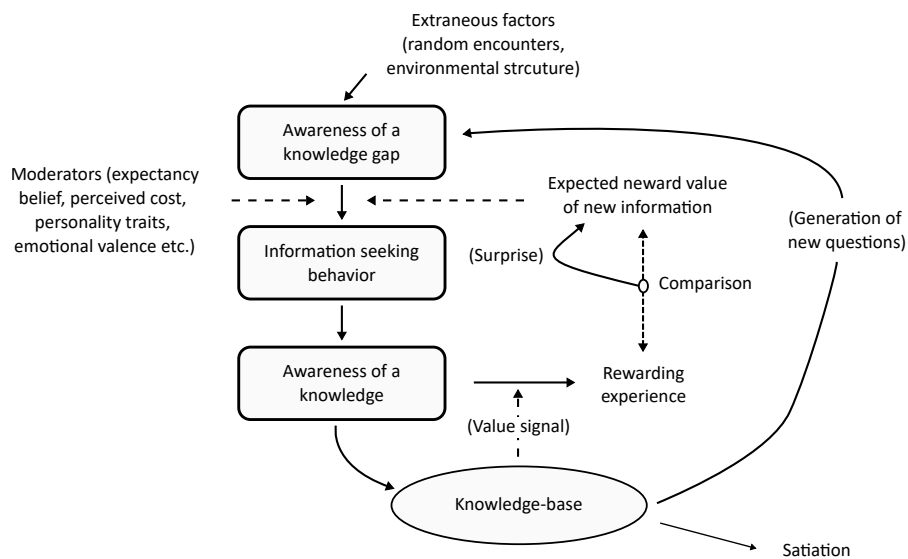 Extraneous factors
(random encounters,
environmental strcuture)
Awareness of a
knowledge gap
Moderators (expectancy
belief, perceived cost,
personality traits,
emotional valence etc.)
Expected neward value
of new information
(Generation of
new questions)
Information seeking
behavior
(Surprise)
Comparison
Awareness of a
knowledge
Rewarding
experience
(Value signal)
Knowledge-base
Satiation